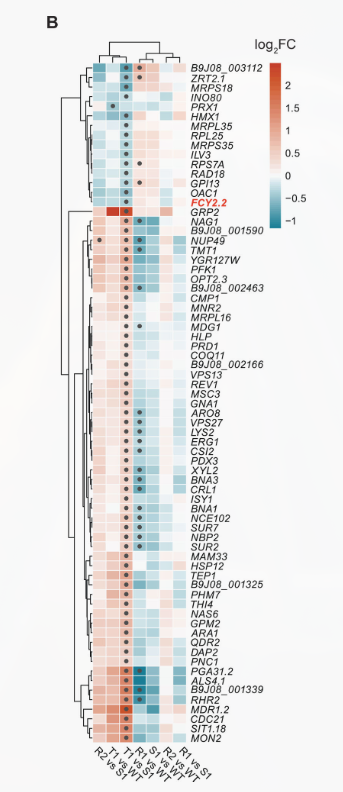 B
log2FC
2
1.5
1
0.5
0
−0.5
−1
B9J08_003112
ZRT2.1
MRPS18
INO80
PRX1
HMX1
MRPL35
RPL25
MRPS35
ILV3
RPS7A
RAD18
GPI13
OAC1
FCY2.2
GRP2
NAG1
B9J08_001590
NUP49
TMT1
YGR127W
PFK1
OPT2.3
B9J08_002463
CMP1
MNR2
MRPL16
MDG1
HLP
PRD1
COQ11
B9J08_002166
VPS13
REV1
MSC3
GNA1
ARO8
VPS27
LYS2
ERG1
CSI2
PDX3
XYL2
BNA3
CRL1
ISY1
BNA1
NCE102
SUR7
NBP2
SUR2
MAM33
HSP12
TEP1
B9J08_001325
PHM7
THI4
NAS6
GPM2
ARA1
QDR2
DAP2
PNC1
PGA31.2
ALS4.1
B9J08_001339
RHR2
MDR1.2
CDC21
SIT1.18
MON2
R2 vs S1
T1 vs WT
T1 vs S1
R1 vs WT
S1 vs WT
R2 vs WT
R1 vs S1